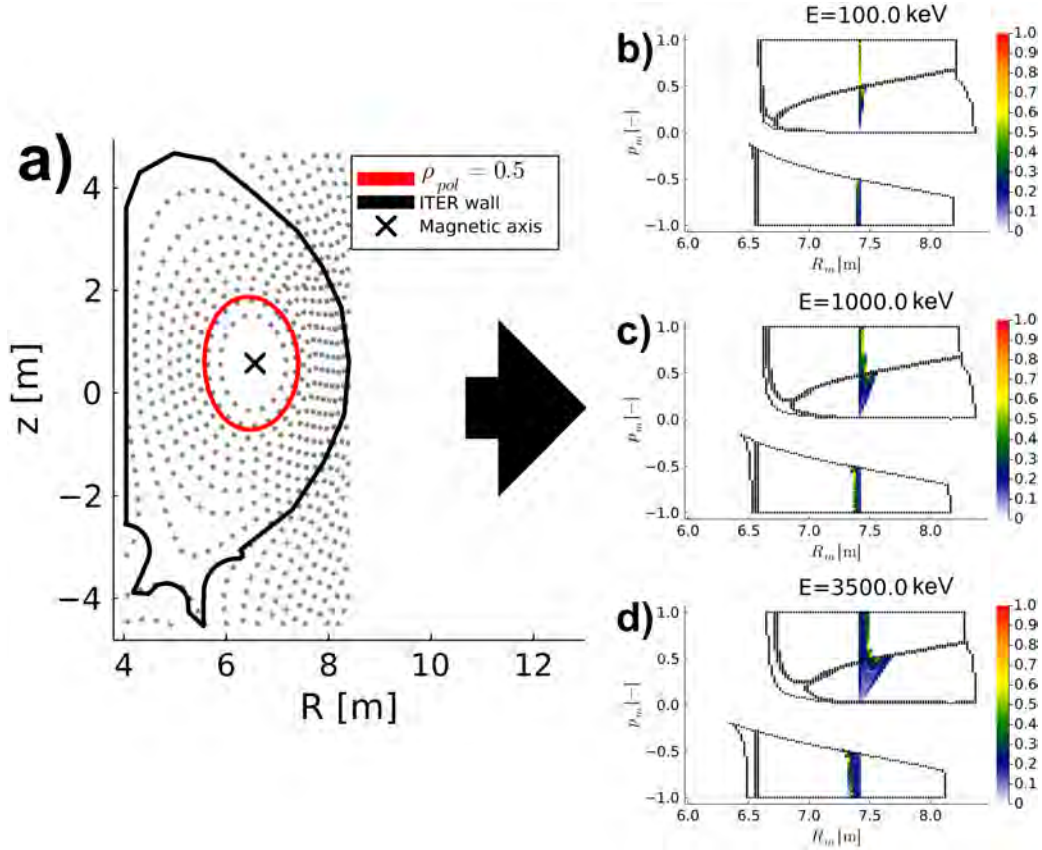 a)
4
2
0
−2
−4
z [m]
4 6 8 10 12
R [m]
ρpol = 0.5
ITER wall
Magnetic axis
b)
E=100.0 keV
1.0
0.5
0.0
−0.5
−1.0
pm [−]
6.0 6.5 7.0 7.5 8.0
Rm [m]
1.0
0.9
0.8
0.7
0.6
0.5
0.4
0.3
0.2
0.1
0
c)
E=1000.0 keV
1.0
0.5
0.0
−0.5
−1.0
pm [−]
6.0 6.5 7.0 7.5 8.0
Rm [m]
1.0
0.9
0.8
0.7
0.6
0.5
0.4
0.3
0.2
0.1
0
d)
E=3500.0 keV
1.0
0.5
0.0
−0.5
−1.0
pm [−]
6.0 6.5 7.0 7.5 8.0
Rm [m]
1.0
0.9
0.8
0.7
0.6
0.5
0.4
0.3
0.2
0.1
0